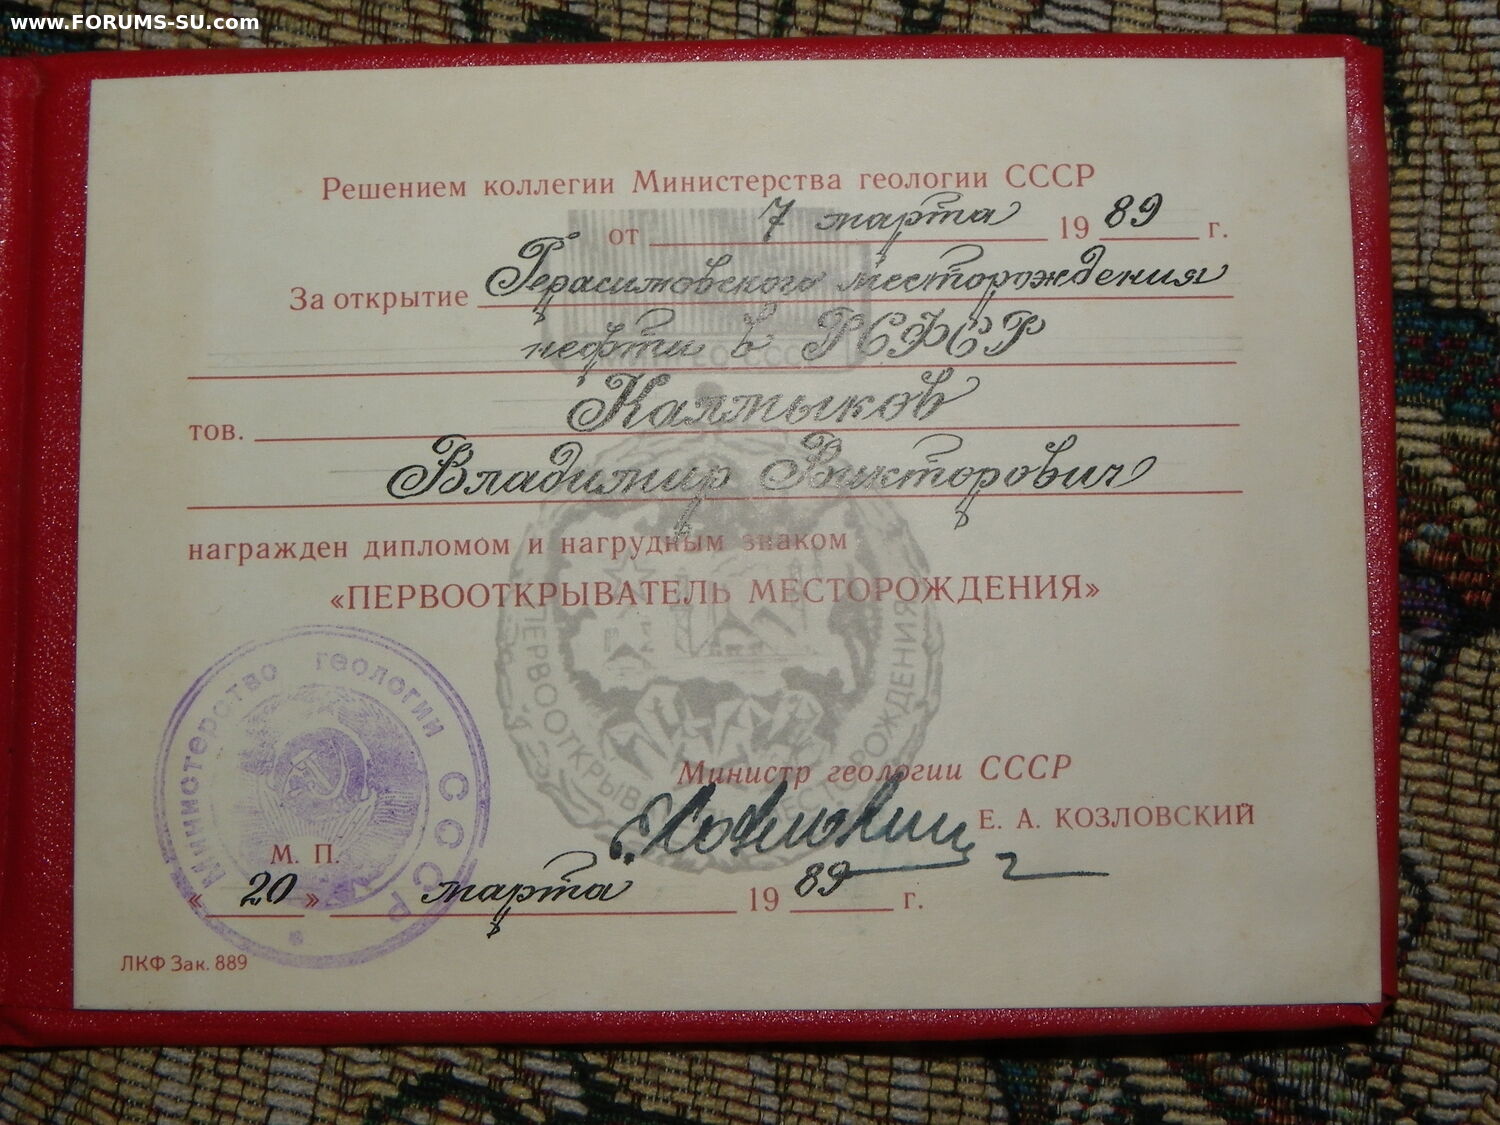 www.FORUMS-SU.com
Решением коллегии Министерства геологии СССР
от 7 марта 1989 г.
За открытие Герасимовского месторождения
нефти в РСФСР
тов. Калмыков
Владимир Викторович
награжден дипломом и нагрудным знаком
«ПЕРВООТКРЫВАТЕЛЬ МЕСТОРОЖДЕНИЯ»
ПЕРВООТКРЫВАТЕЛЬ МЕСТОРОЖДЕНИЯ
Министерство геологии СССР
Министр геологии СССР
Е. А. КОЗЛОВСКИЙ
М. П.
«20» марта 1989 г.
ЛКФ Зак. 889